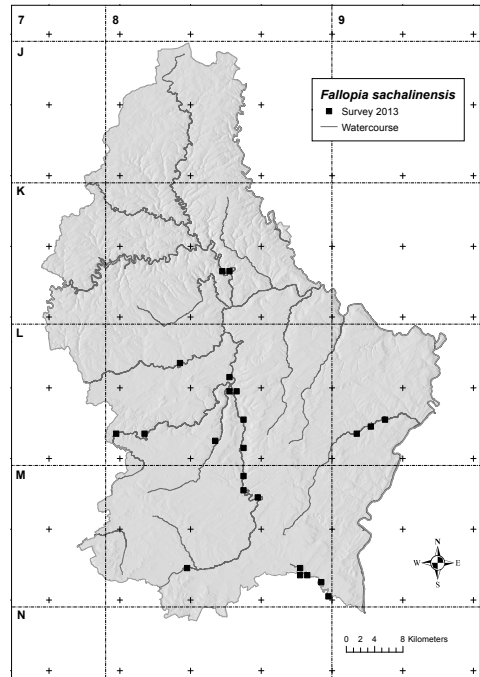 7 8 9
J
Fallopia sachalinensis
Survey 2013
Watercourse
K
L
M
N
W E
S
N
0 2 4 8 Kilometers